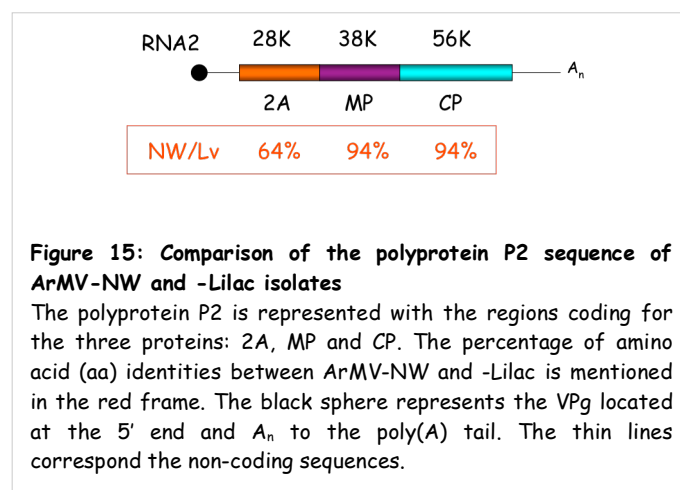 RNA2 28K 38K 56K
Aₙ
2A MP CP
NW/Lv 64% 94% 94%
Figure 15: Comparison of the polyprotein P2 sequence of
ArMV-NW and -Lilac isolates
The polyprotein P2 is represented with the regions coding for
the three proteins: 2A, MP and CP. The percentage of amino
acid (aa) identities between ArMV-NW and -Lilac is mentioned
in the red frame. The black sphere represents the VPg located
at the 5’ end and Aₙ to the poly(A) tail. The thin lines
correspond the non-coding sequences.